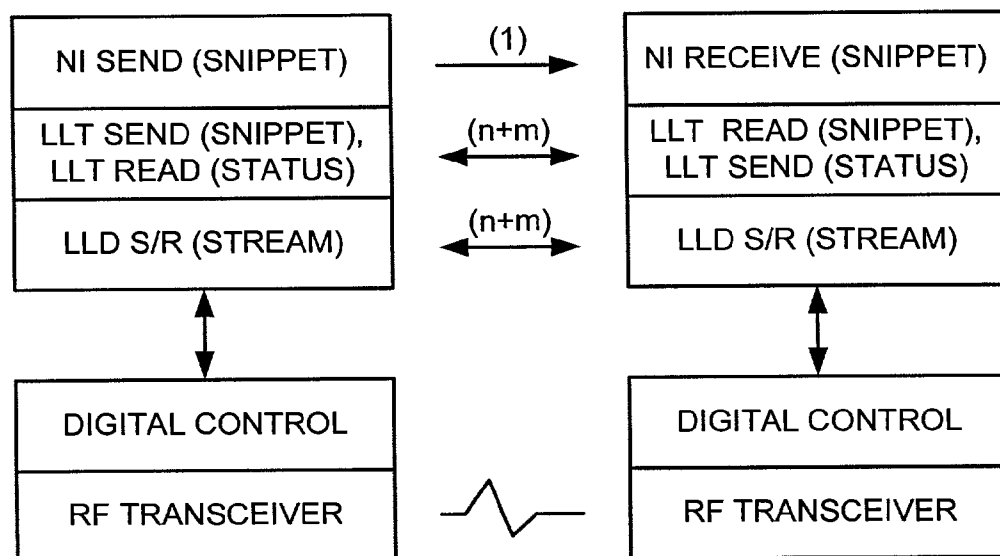 NI SEND (SNIPPET)
(1)
NI RECEIVE (SNIPPET)
LLT SEND (SNIPPET),
LLT READ (STATUS)
(n+m)
LLT READ (SNIPPET),
LLT SEND (STATUS)
LLD S/R (STREAM)
(n+m)
LLD S/R (STREAM)
DIGITAL CONTROL
DIGITAL CONTROL
RF TRANSCEIVER
RF TRANSCEIVER